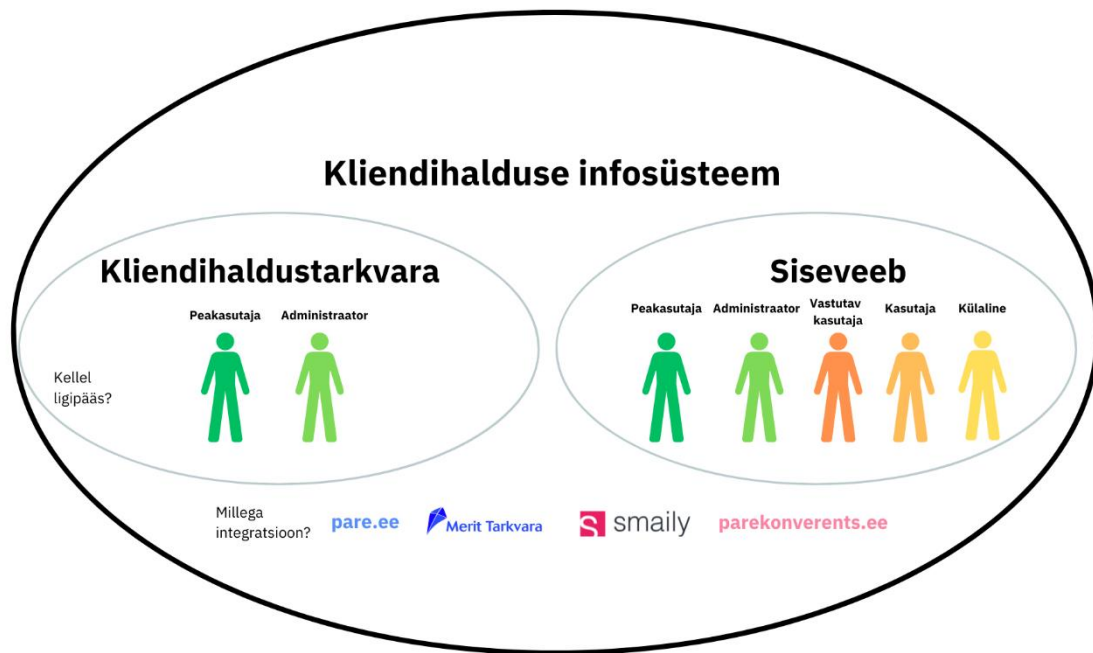 Kliendihalduse infosüsteem
Kliendihaldustarkvara
Peakasutaja
Administraator
Kellel
ligipääs?
Siseveeb
Peakasutaja
Administraator
Vastutav
kasutaja
Kasutaja
Külaline
Millega
integratsioon?
pare.ee
Merit Tarkvara
smaily
parekonverents.ee